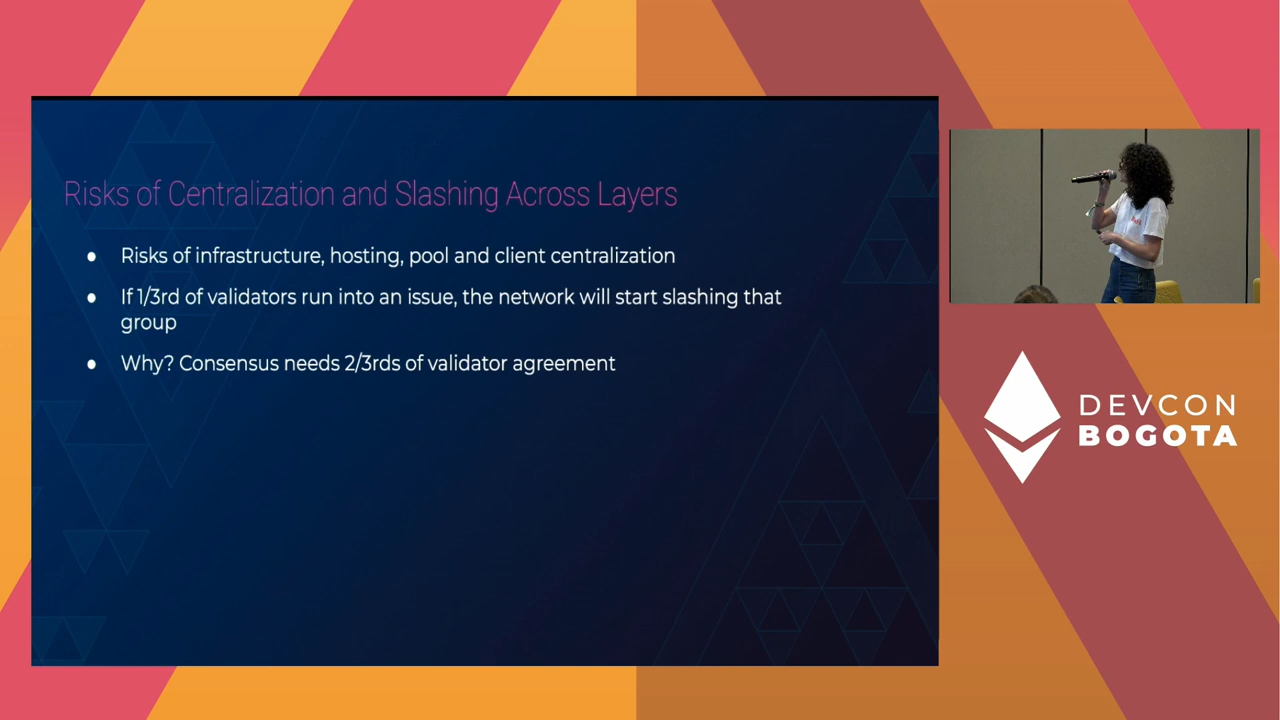 Risks of Centralization and Slashing Across Layers
● Risks of infrastructure, hosting, pool and client centralization
● If 1/3rd of validators run into an issue, the network will start slashing that
group
● Why? Consensus needs 2/3rds of validator agreement
DEVCON
BOGOTA